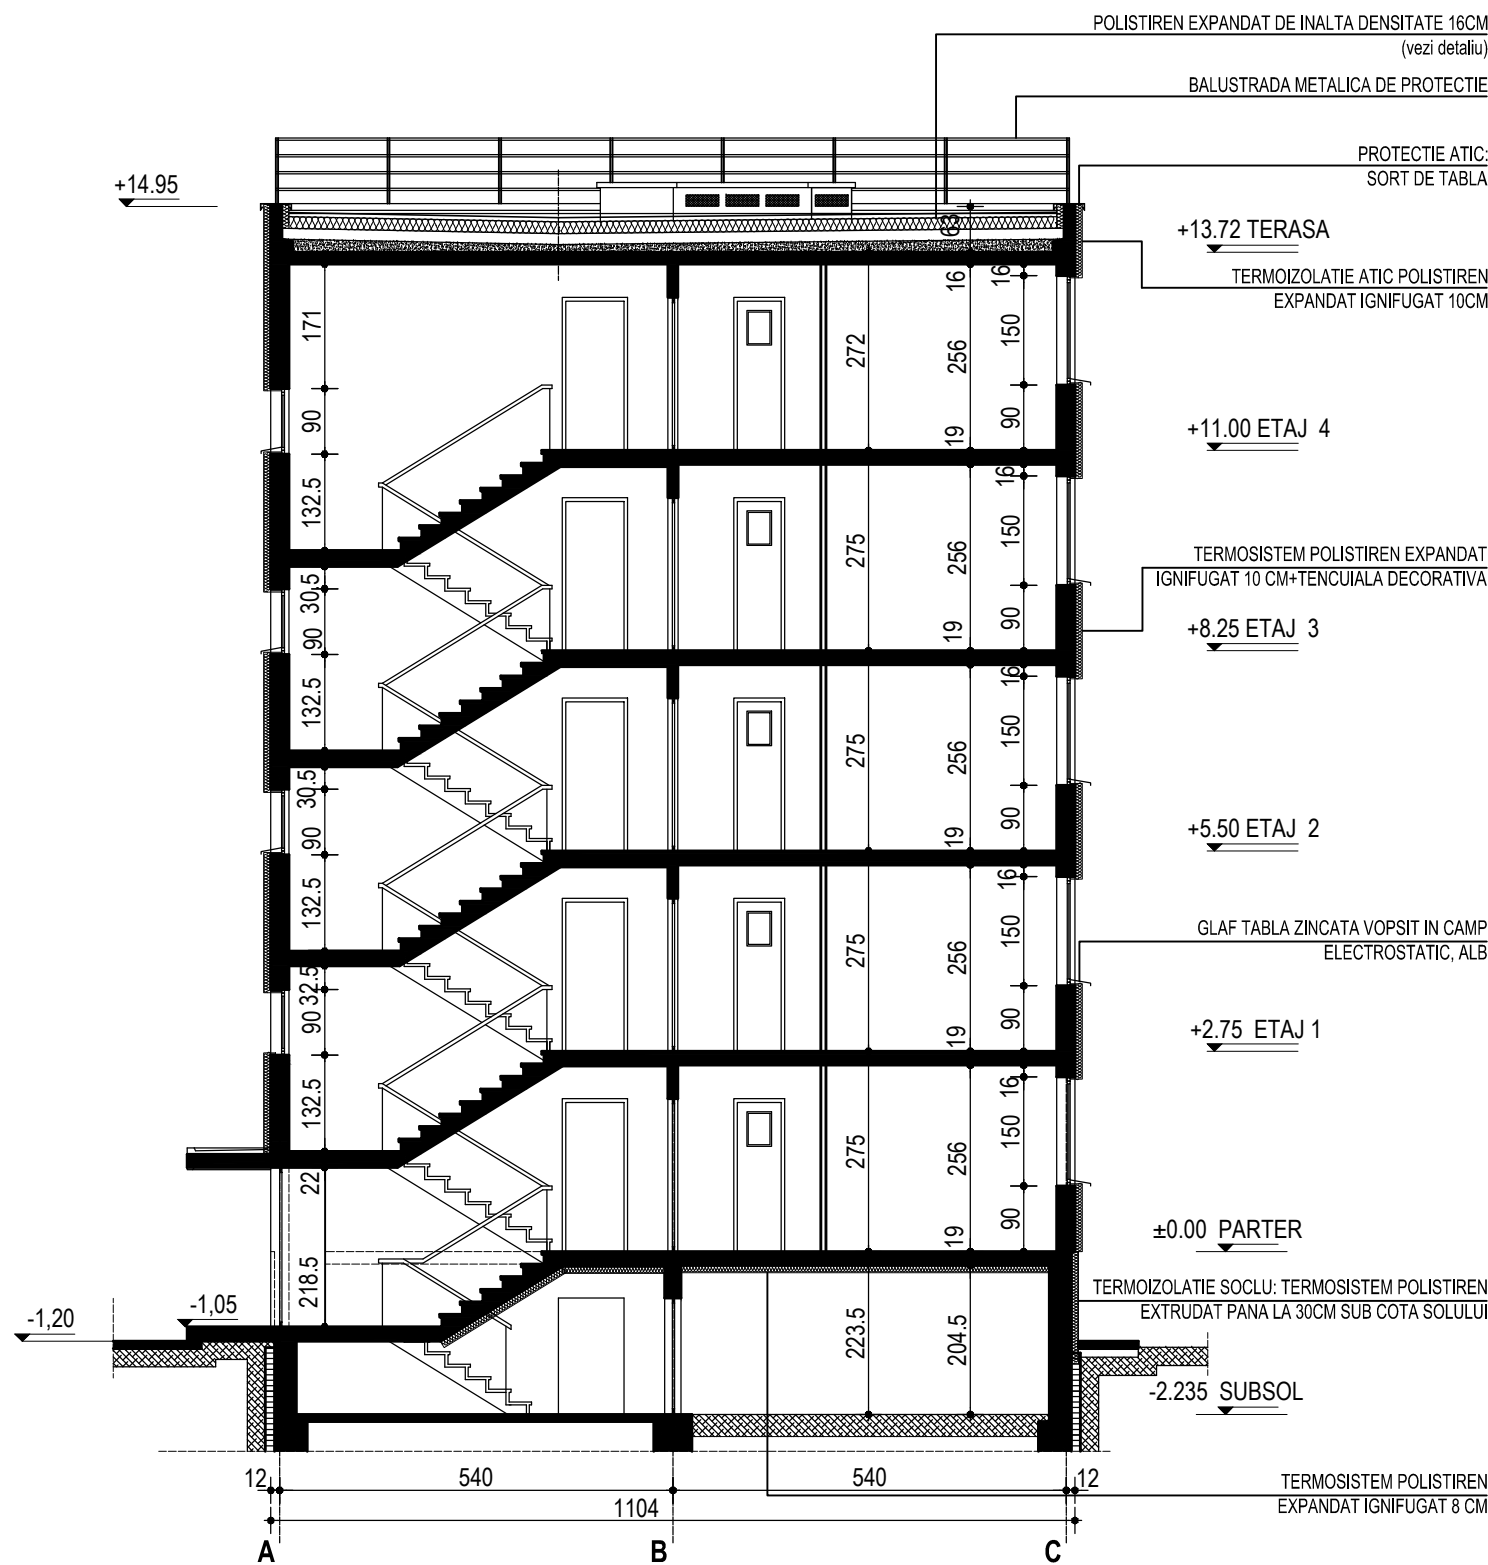 POLISTIREN EXPANDAT DE INALTA DENSITATE 16CM
(vezi detaliu)
BALUSTRADA METALICA DE PROTECTIE
PROTECTIE ATIC:
SORT DE TABLA
+14.95
+13.72 TERASA
63
TERMOIZOLATIE ATIC POLISTIREN
EXPANDAT IGNIFUGAT 10CM
16
16
171
272
256
150
90
90
19
+11.00 ETAJ 4
16
132.5
275
256
150
TERMOSISTEM POLISTIREN EXPANDAT
IGNIFUGAT 10 CM+TENCUIALA DECORATIVA
30.5
90
90
19
+8.25 ETAJ 3
16
132.5
275
256
150
30.5
90
90
19
+5.50 ETAJ 2
16
132.5
275
256
150
GLAF TABLA ZINCATA VOPSIT IN CAMP
ELECTROSTATIC, ALB
32.5
90
90
19
+2.75 ETAJ 1
16
132.5
275
256
150
22
90
19
±0.00 PARTER
218.5
TERMOIZOLATIE SOCLU: TERMOSISTEM POLISTIREN
EXTRUDAT PANA LA 30CM SUB COTA SOLULUI
-1,20
-1,05
223.5
204.5
-2.235 SUBSOL
12
540
540
12
1104
TERMOSISTEM POLISTIREN
EXPANDAT IGNIFUGAT 8 CM
A
B
C